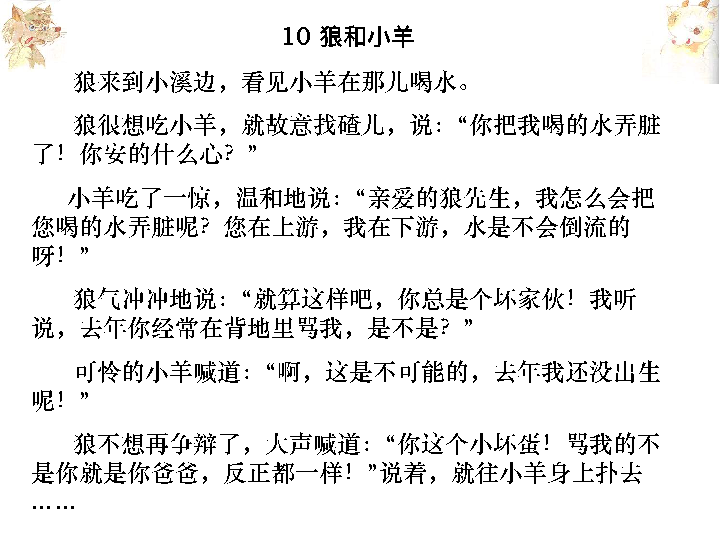 10 狼和小羊
狼来到小溪边，看见小羊在那儿喝水。
狼很想吃小羊，就故意找碴儿，说：“你把我喝的水弄脏
了！你安的什么心？”
小羊吃了一惊，温和地说：“亲爱的狼先生，我怎么会把
您喝的水弄脏呢？您在上游，我在下游，水是不会倒流的
呀！”
狼气冲冲地说：“就算这样吧，你总是个坏家伙！我听
说，去年你经常在背地里骂我，是不是？”
可怜的小羊喊道：“啊，这是不可能的，去年我还没出生
呢！”
狼不想再争辩了，大声喊道：“你这个小坏蛋！骂我的不
是你就是你爸爸，反正都一样！”说着，就往小羊身上扑去
……